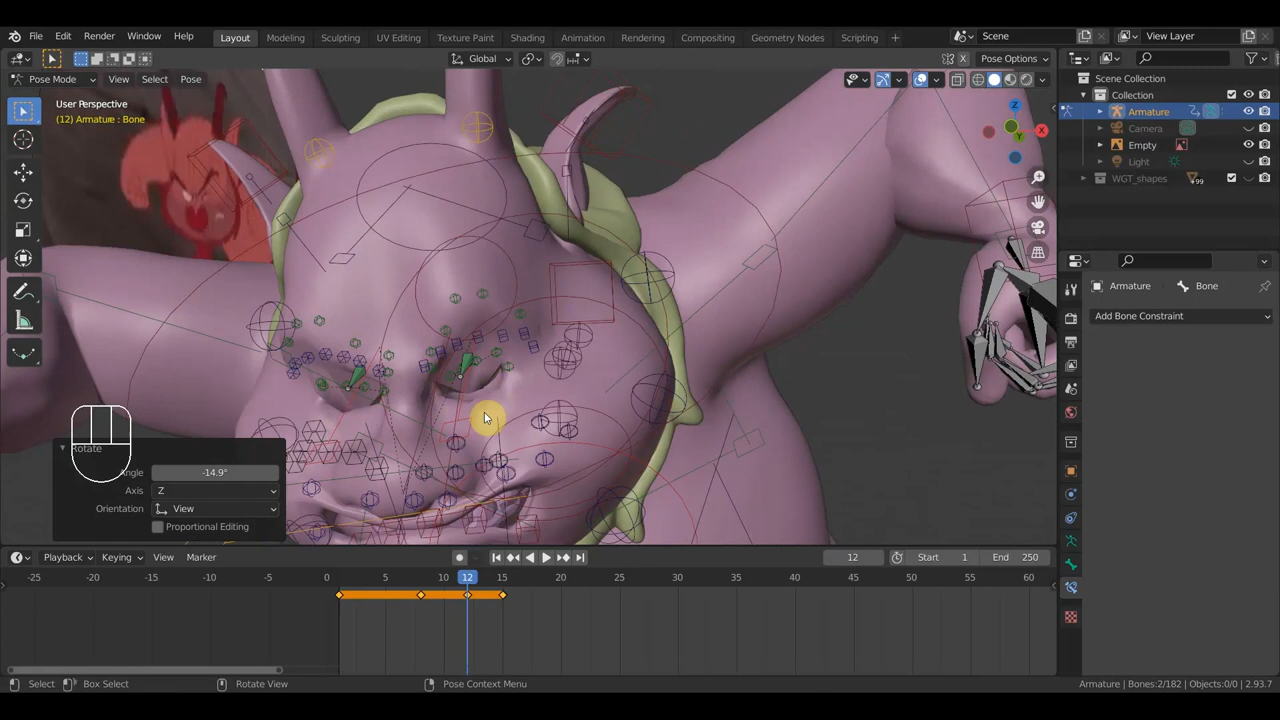 File Edit Render Window Help Layout Modeling Sculpting UV Editing Texture Paint Shading Animation Rendering Compositing Geometry Nodes Scripting + Scene View Layer
Global Pose Options
Pose Mode View Select Pose
User Perspective
(12) Armature : Bone
Z
X
Y
Scene Collection
Collection
Armature
Camera
Empty
Light
WGT_shapes 99
Armature Bone
Add Bone Constraint
Rotate
Angle -14.9°
Axis Z
Orientation View
Proportional Editing
Playback Keying View Marker 12 Start 1 End 250
-25 -20 -15 -10 -5 0 5 10 12 15 20 25 30 35 40 45 50 55 60
Select Box Select Rotate View Pose Context Menu Armature | Bones:2/182 | Objects:0/0 | 2.93.7